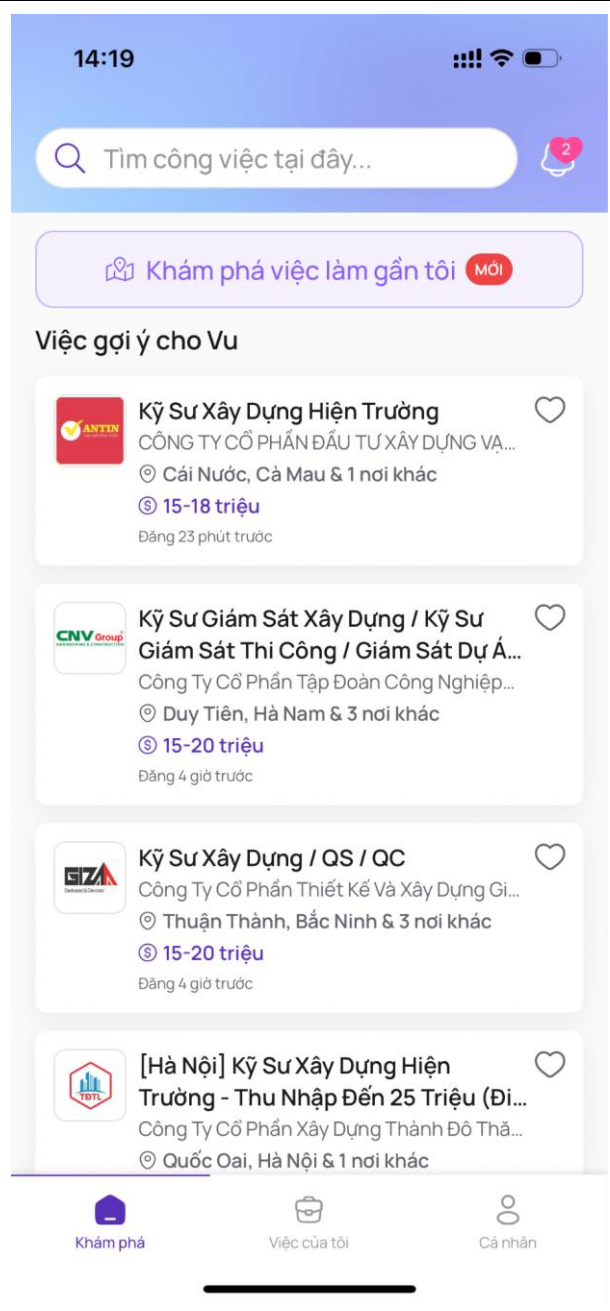 14:19
Tìm công việc tại đây...
2
Khám phá việc làm gần tôi MỚI
Việc gợi ý cho Vu
ANTIN
Kỹ Sư Xây Dựng Hiện Trường
CÔNG TY CỔ PHẦN ĐẦU TƯ XÂY DỰNG VẠ...
Cái Nước, Cà Mau & 1 nơi khác
15-18 triệu
Đăng 23 phút trước
CNV Group
ENGINEERING & CONSTRUCTION
Kỹ Sư Giám Sát Xây Dựng / Kỹ Sư
Giám Sát Thi Công / Giám Sát Dự Á...
Công Ty Cổ Phần Tập Đoàn Công Nghiệp...
Duy Tiên, Hà Nam & 3 nơi khác
15-20 triệu
Đăng 4 giờ trước
GIZA
Dedicated & Devoted
Kỹ Sư Xây Dựng / QS / QC
Công Ty Cổ Phần Thiết Kế Và Xây Dựng Gi...
Thuận Thành, Bắc Ninh & 3 nơi khác
15-20 triệu
Đăng 4 giờ trước
TĐTL
[Hà Nội] Kỹ Sư Xây Dựng Hiện
Trường - Thu Nhập Đến 25 Triệu (Đi...
Công Ty Cổ Phần Xây Dựng Thành Đô Thă...
Quốc Oai, Hà Nội & 1 nơi khác
Khám phá
Việc của tôi
Cá nhân